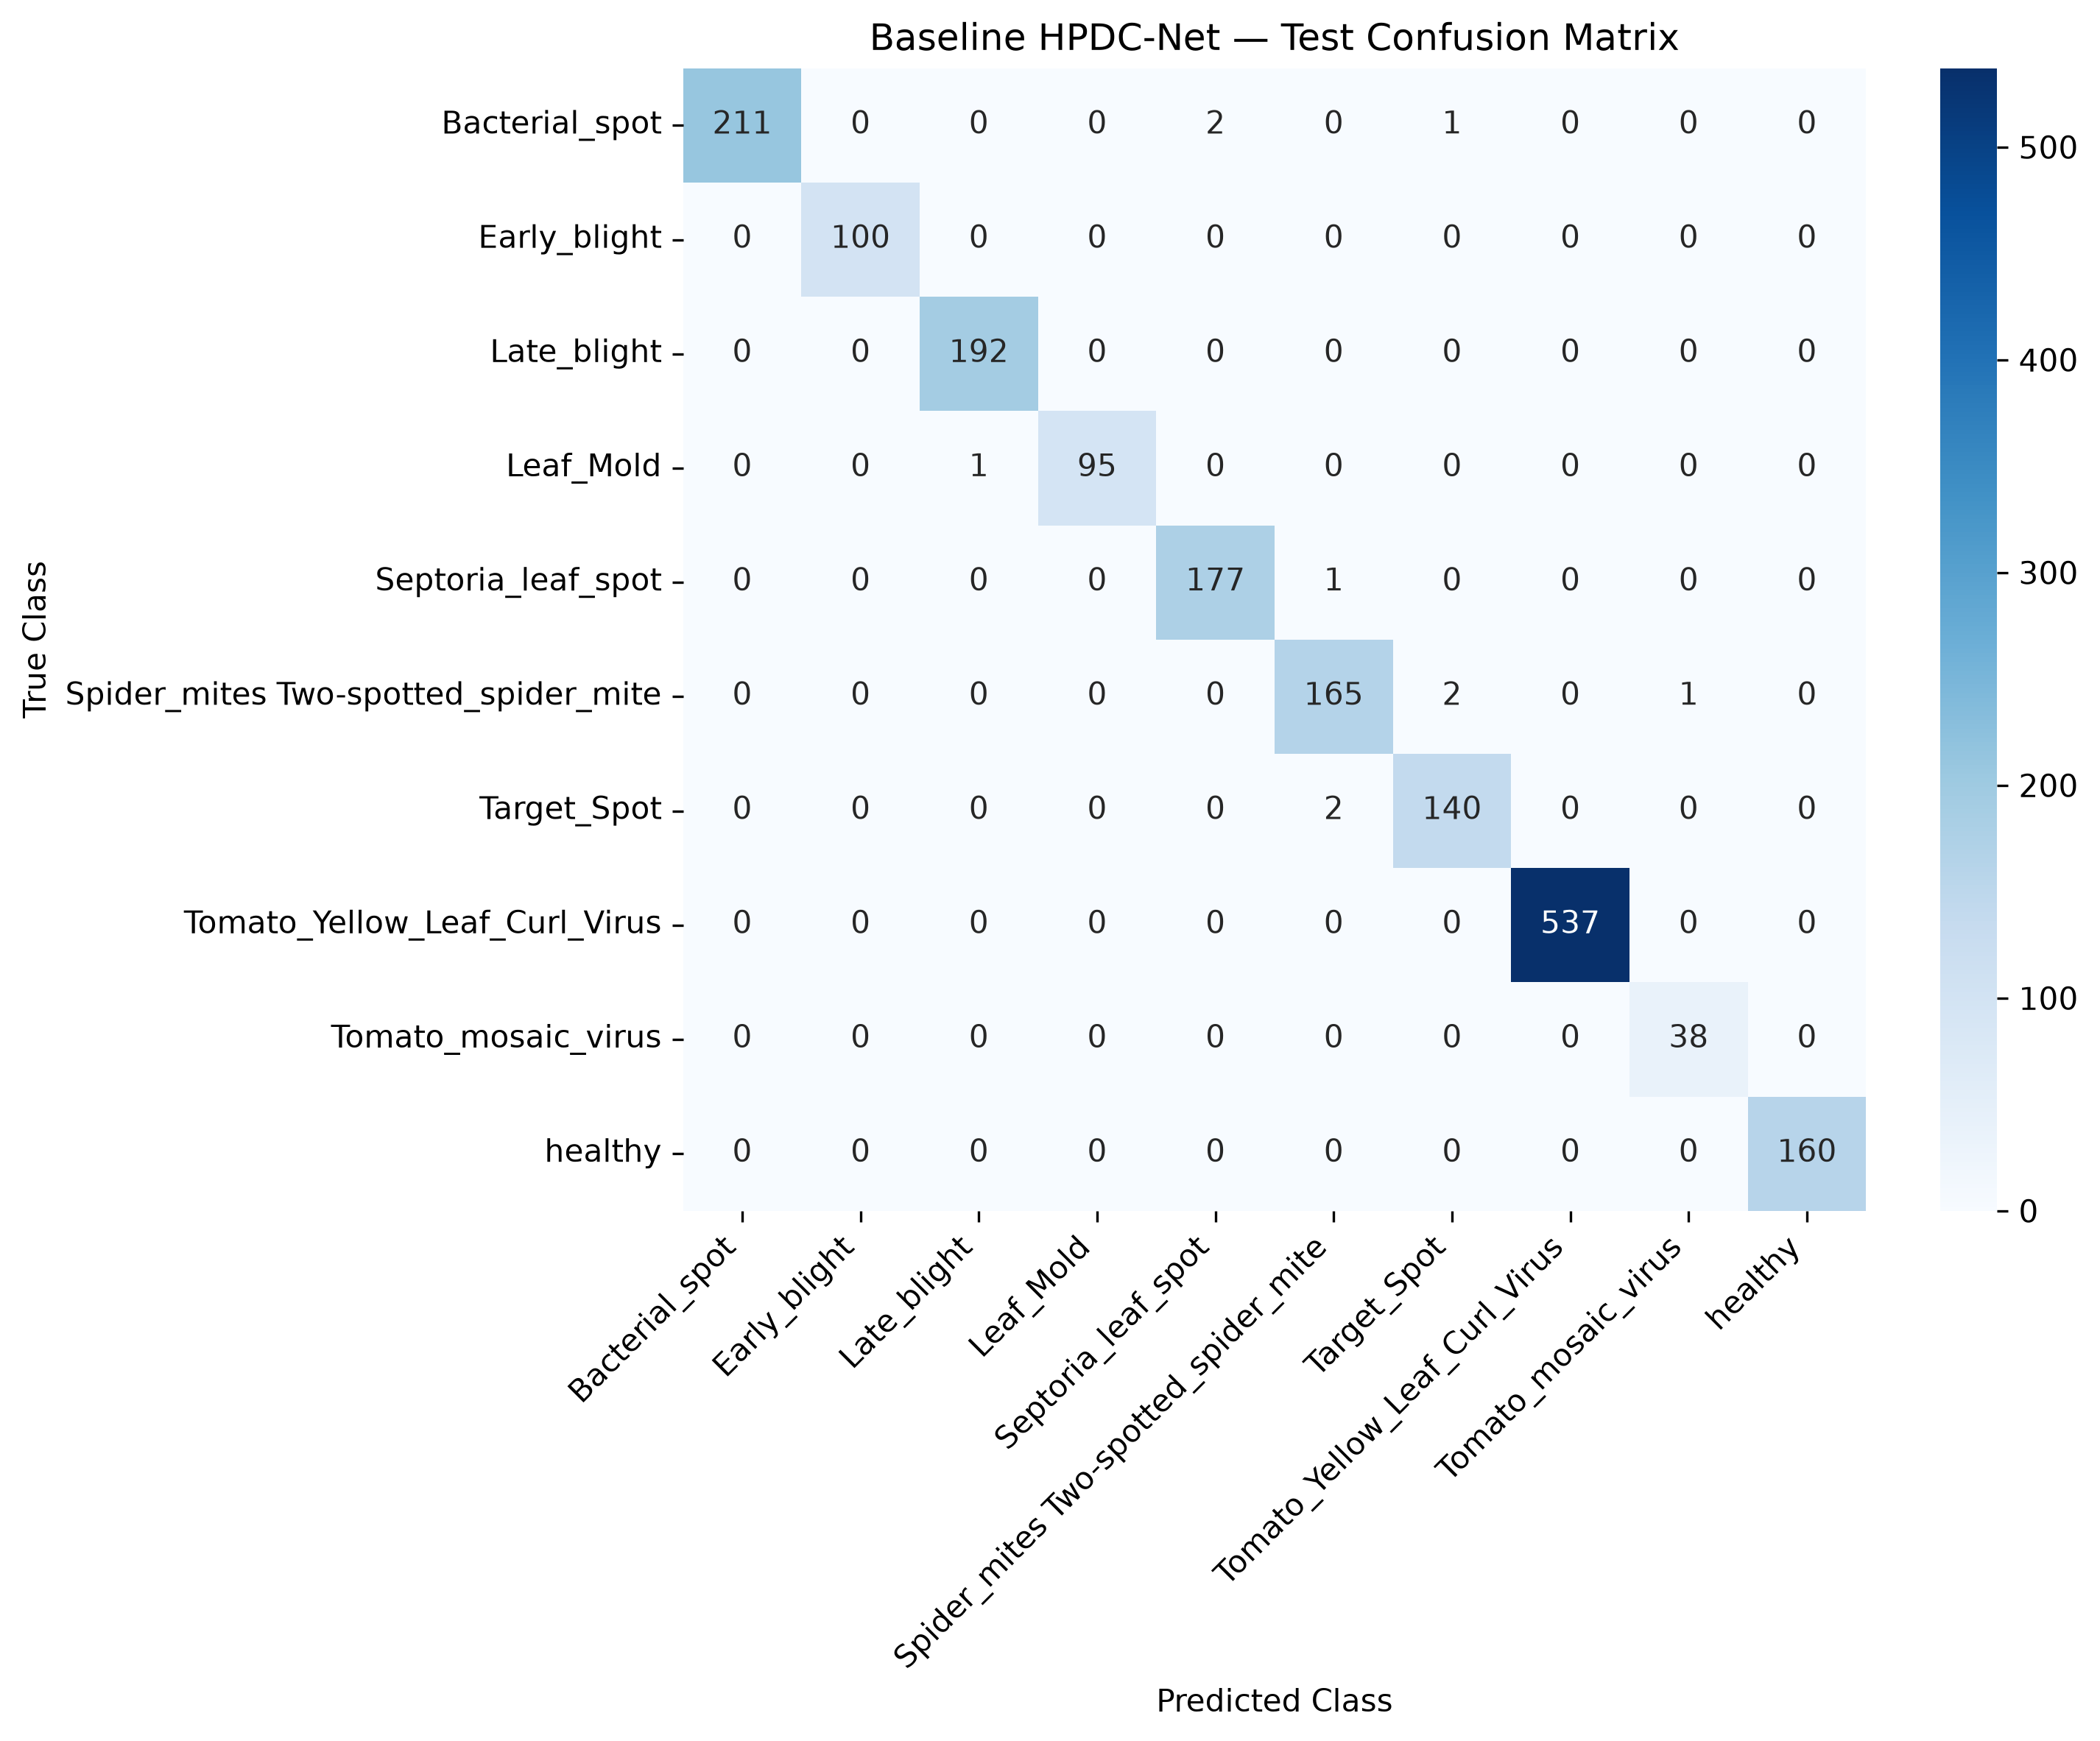 Baseline HPDC-Net — Test Confusion Matrix
True Class
Bacterial_spot 211 0 0 0 2 0 1 0 0 0
Early_blight 0 100 0 0 0 0 0 0 0 0
Late_blight 0 0 192 0 0 0 0 0 0 0
Leaf_Mold 0 0 1 95 0 0 0 0 0 0
Septoria_leaf_spot 0 0 0 0 177 1 0 0 0 0
Spider_mites Two-spotted_spider_mite 0 0 0 0 0 165 2 0 1 0
Target_Spot 0 0 0 0 0 2 140 0 0 0
Tomato_Yellow_Leaf_Curl_Virus 0 0 0 0 0 0 0 537 0 0
Tomato_mosaic_virus 0 0 0 0 0 0 0 0 38 0
healthy 0 0 0 0 0 0 0 0 0 160
Bacterial_spot
Early_blight
Late_blight
Leaf_Mold
Septoria_leaf_spot
Spider_mites Two-spotted_spider_mite
Target_Spot
Tomato_Yellow_Leaf_Curl_Virus
Tomato_mosaic_virus
healthy
Predicted Class
500
400
300
200
100
0